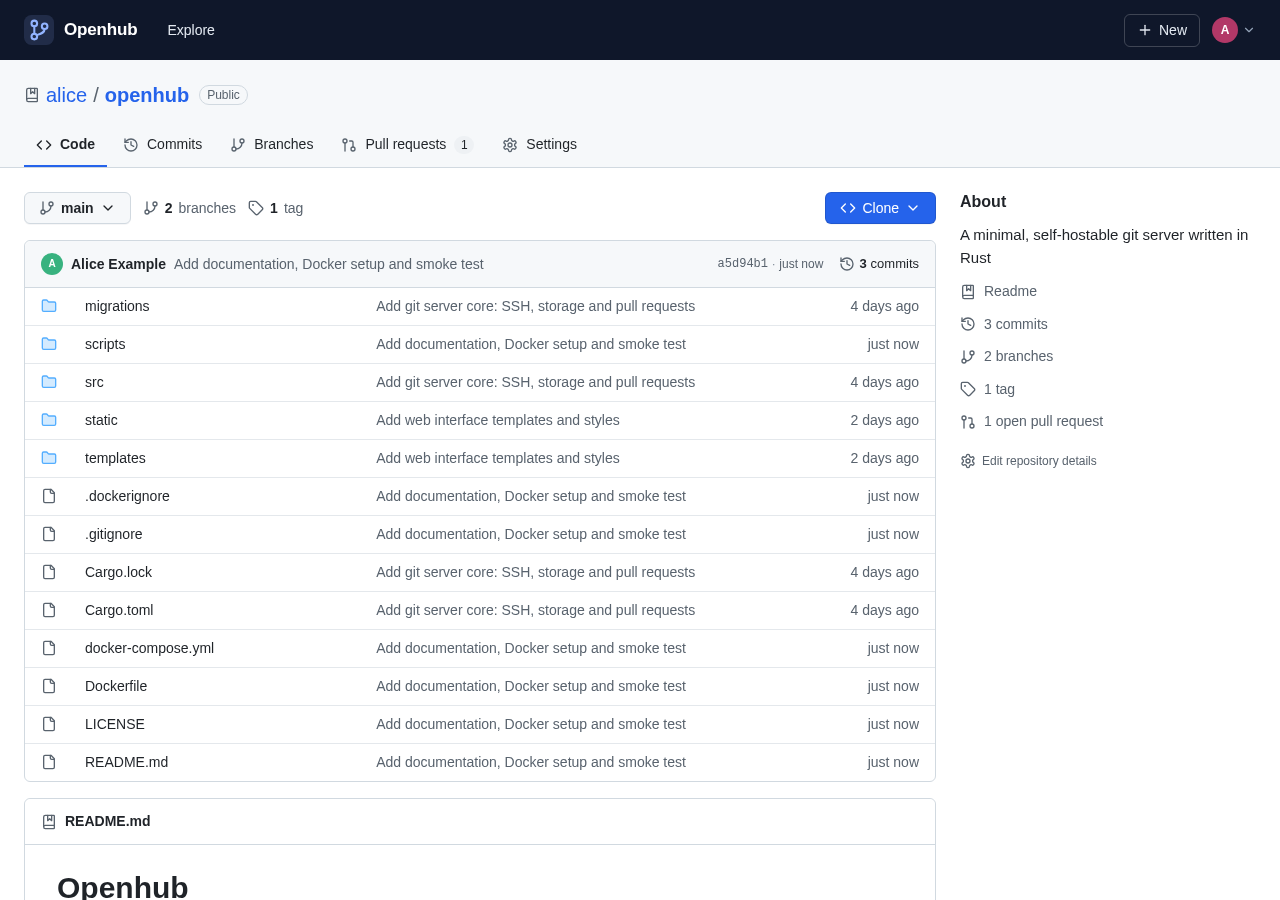 Openhub Explore New A
alice / openhub Public
Code Commits Branches Pull requests 1 Settings
main 2 branches 1 tag Clone
A Alice Example Add documentation, Docker setup and smoke test a5d94b1 · just now 3 commits
migrations Add git server core: SSH, storage and pull requests 4 days ago
scripts Add documentation, Docker setup and smoke test just now
src Add git server core: SSH, storage and pull requests 4 days ago
static Add web interface templates and styles 2 days ago
templates Add web interface templates and styles 2 days ago
.dockerignore Add documentation, Docker setup and smoke test just now
.gitignore Add documentation, Docker setup and smoke test just now
Cargo.lock Add git server core: SSH, storage and pull requests 4 days ago
Cargo.toml Add git server core: SSH, storage and pull requests 4 days ago
docker-compose.yml Add documentation, Docker setup and smoke test just now
Dockerfile Add documentation, Docker setup and smoke test just now
LICENSE Add documentation, Docker setup and smoke test just now
README.md Add documentation, Docker setup and smoke test just now
README.md
Openhub
About
A minimal, self-hostable git server written in
Rust
Readme
3 commits
2 branches
1 tag
1 open pull request
Edit repository details